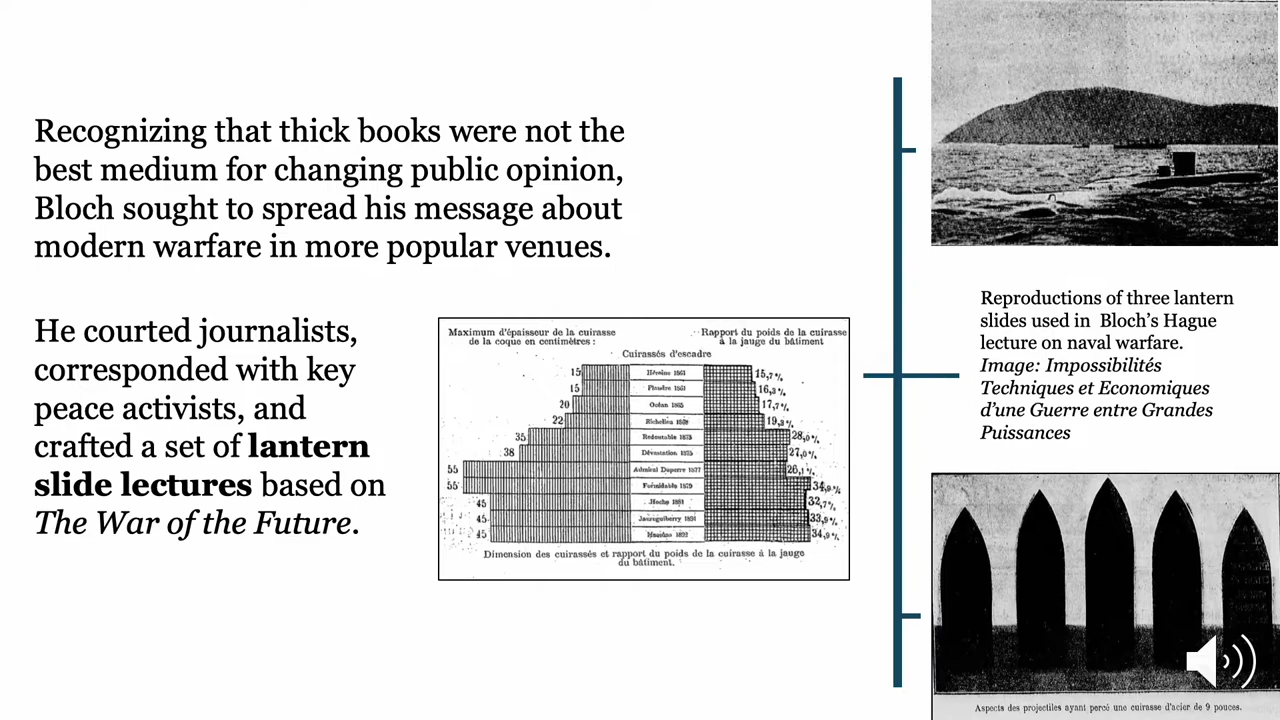 Recognizing that thick books were not the
best medium for changing public opinion,
Bloch sought to spread his message about
modern warfare in more popular venues.
He courted journalists,
corresponded with key
peace activists, and
crafted a set of lantern
slide lectures based on
The War of the Future.
Maximum d'épaisseur de la cuirasse
de la coque en centimètres :
Rapport du poids de la cuirasse
à la jauge du bâtiment
Cuirassés d'escadre
15 Héroine 1861 15,7%
15 Flandre 1861 16,3%
20 Océan 1865 17,7%
22 Richelieu 1868 19,3%
35 Redoutable 1873 28,0%
38 Dévastation 1875 27,0%
55 Admiral Duperre 1877 26,1%
55 Formidable 1879 34,9%
45 Hoche 1881 32,7%
45 Jaureguiberry 1891 33,9%
45 1892 34,9%
Dimension des cuirassés et rapport du poids de la cuirasse à la jauge
du bâtiment.
Reproductions of three lantern
slides used in Bloch's Hague
lecture on naval warfare.
Image: Impossibilités
Techniques et Economiques
d'une Guerre entre Grandes
Puissances
Aspects des projectiles ayant percé une cuirasse d'acier de 9 pouces.